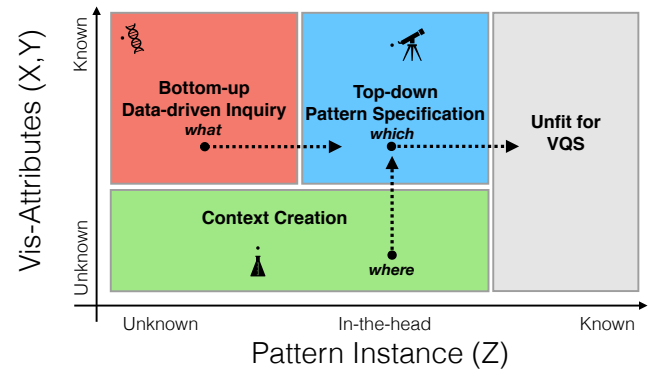 Vis-Attributes (X,Y)
Known
Unknown
Bottom-up
Data-driven Inquiry
what
Top-down
Pattern Specification
which
Unfit for
VQS
Context Creation
where
Unknown
In-the-head
Known
Pattern Instance (Z)